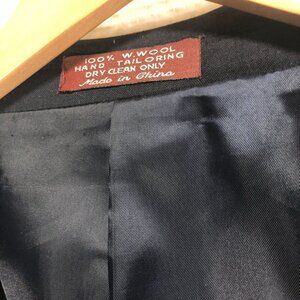 100% W.WOOL
HAND TAILORING
DRY CLEAN ONLY
Made in China